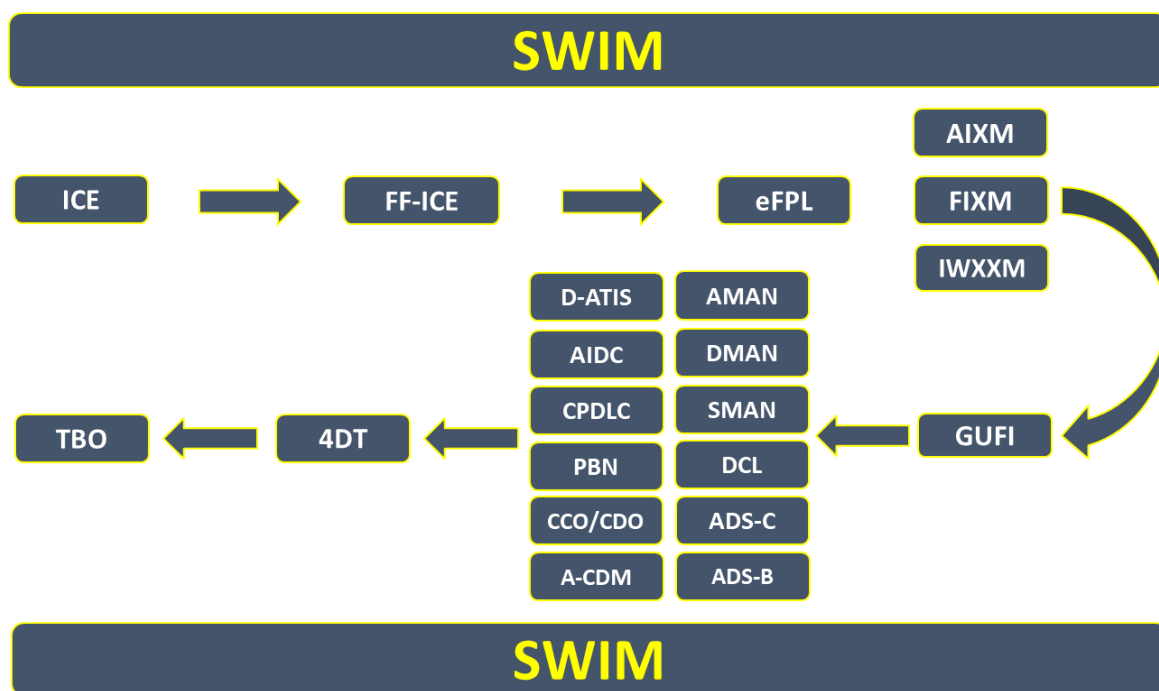 SWIM
AIXM
ICE
FF-ICE
eFPL
FIXM
IWXXM
D-ATIS
AMAN
AIDC
DMAN
CPDLC
SMAN
TBO
4DT
GUFI
PBN
DCL
CCO/CDO
ADS-C
A-CDM
ADS-B
SWIM